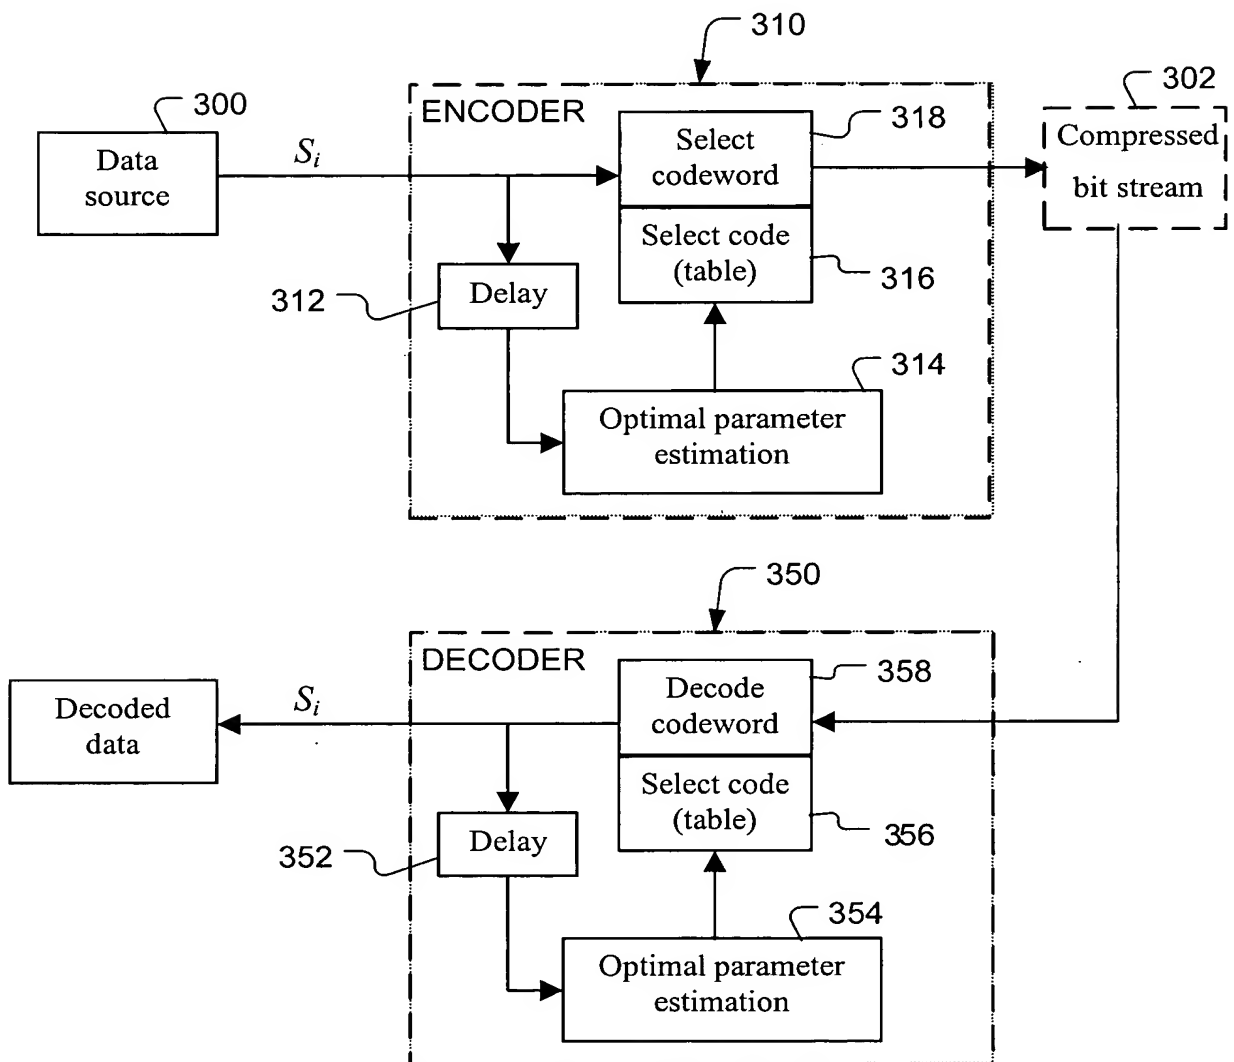 310
300
302
ENCODER
318
Data
source
S_i
Select
codeword
Compressed
bit stream
Select code
(table)
316
312
Delay
314
Optimal parameter
estimation
350
DECODER
358
Decoded
data
S_i
Decode
codeword
Select code
(table)
356
352
Delay
354
Optimal parameter
estimation